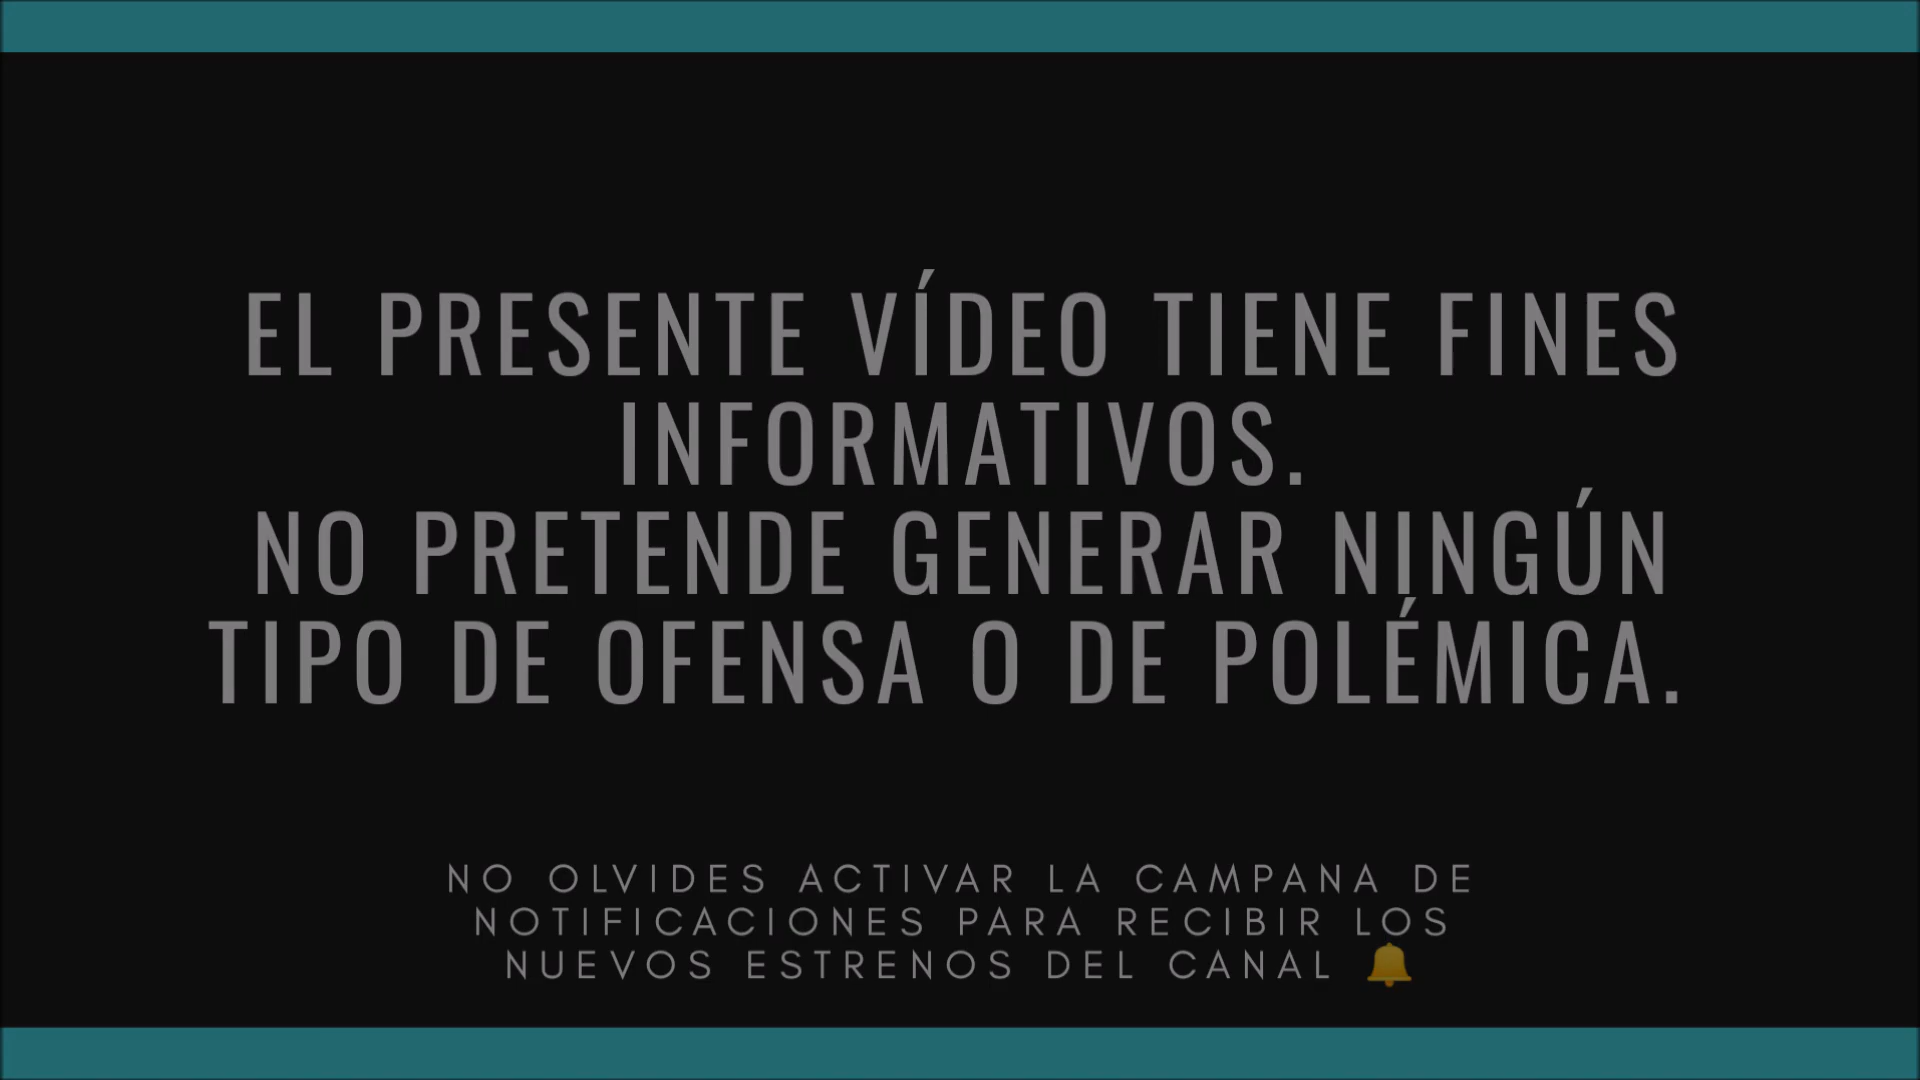 EL PRESENTE VÍDEO TIENE FINES
INFORMATIVOS.
NO PRETENDE GENERAR NINGÚN
TIPO DE OFENSA O DE POLÉMICA.
NO OLVIDES ACTIVAR LA CAMPANA DE
NOTIFICACIONES PARA RECIBIR LOS
NUEVOS ESTRENOS DEL CANAL 🔔